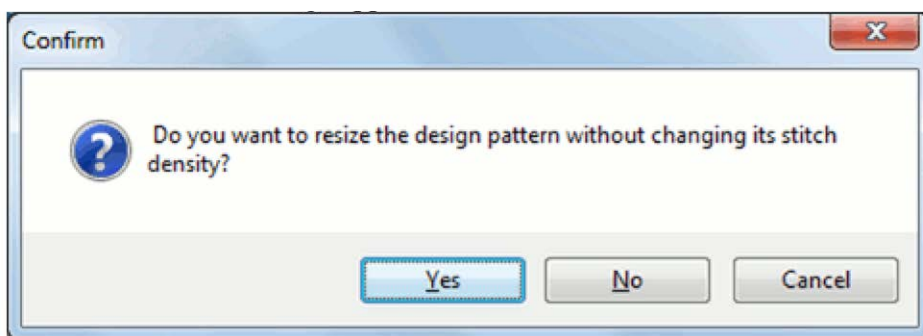 Confirm
Do you want to resize the design pattern without changing its stitch
density?
Yes
No
Cancel